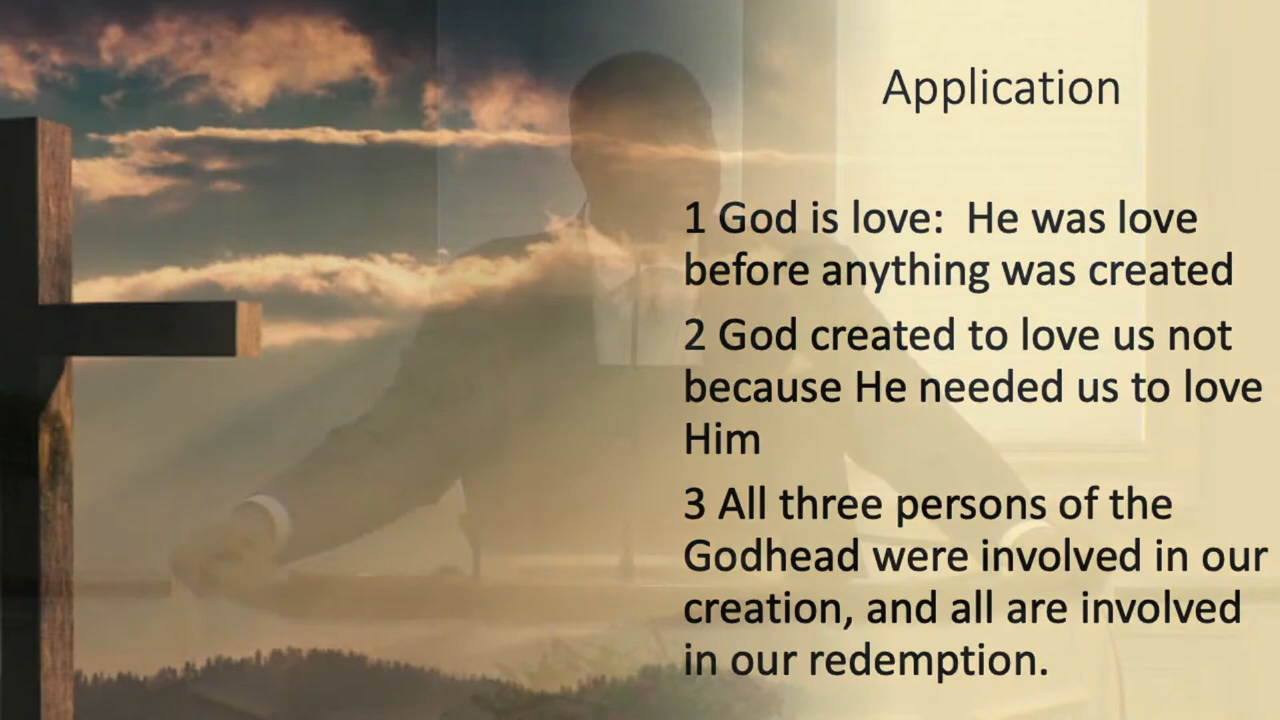 Application
1 God is love:  He was love
before anything was created
2 God created to love us not
because He needed us to love
Him
3 All three persons of the
Godhead were involved in our
creation, and all are involved
in our redemption.